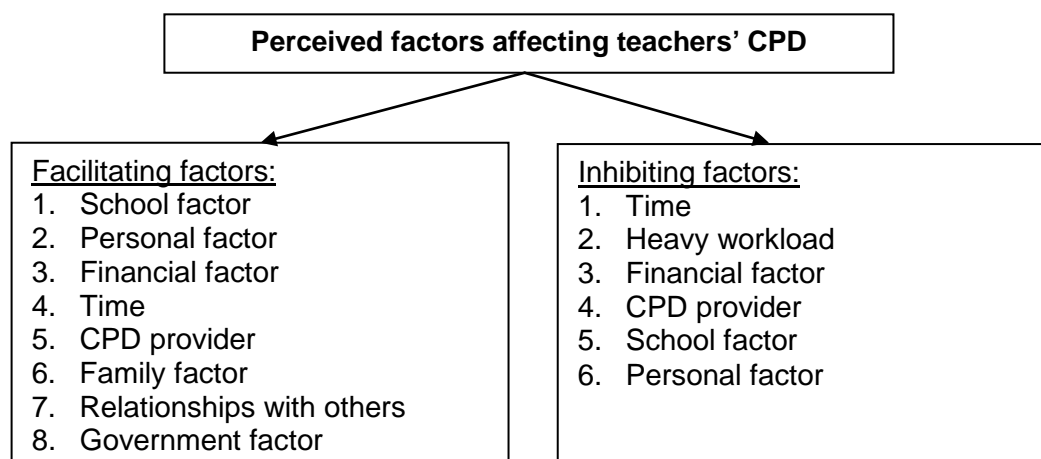 Perceived factors affecting teachers’ CPD
Facilitating factors:
1. School factor
2. Personal factor
3. Financial factor
4. Time
5. CPD provider
6. Family factor
7. Relationships with others
8. Government factor
Inhibiting factors:
1. Time
2. Heavy workload
3. Financial factor
4. CPD provider
5. School factor
6. Personal factor